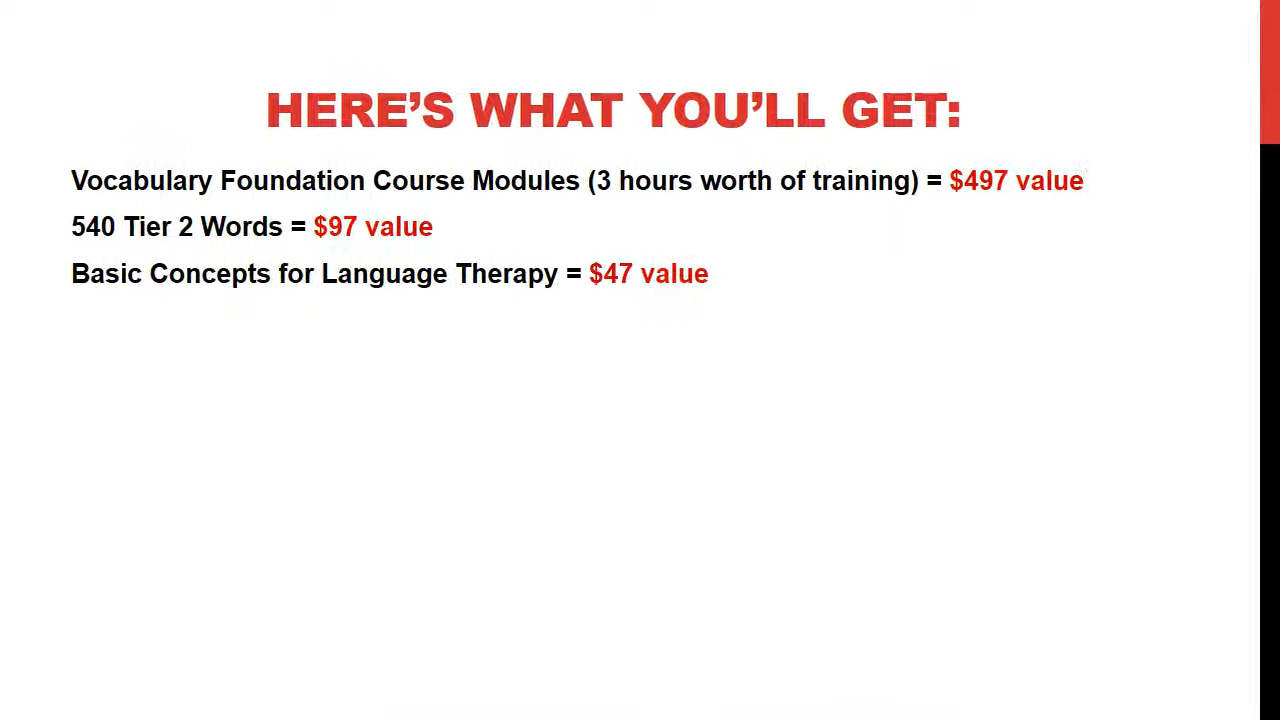 HERE’S WHAT YOU’LL GET:
Vocabulary Foundation Course Modules (3 hours worth of training) = $497 value
540 Tier 2 Words = $97 value
Basic Concepts for Language Therapy = $47 value